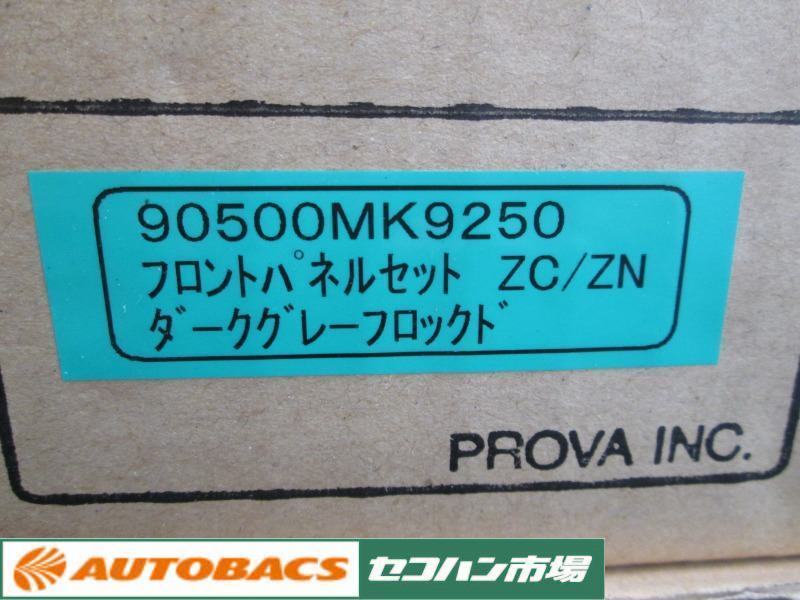 90500MK9250
フロントパネルセット ZC/ZN
ダークグレーフロックド
PROVA INC.
AUTOBACS セコハン市場